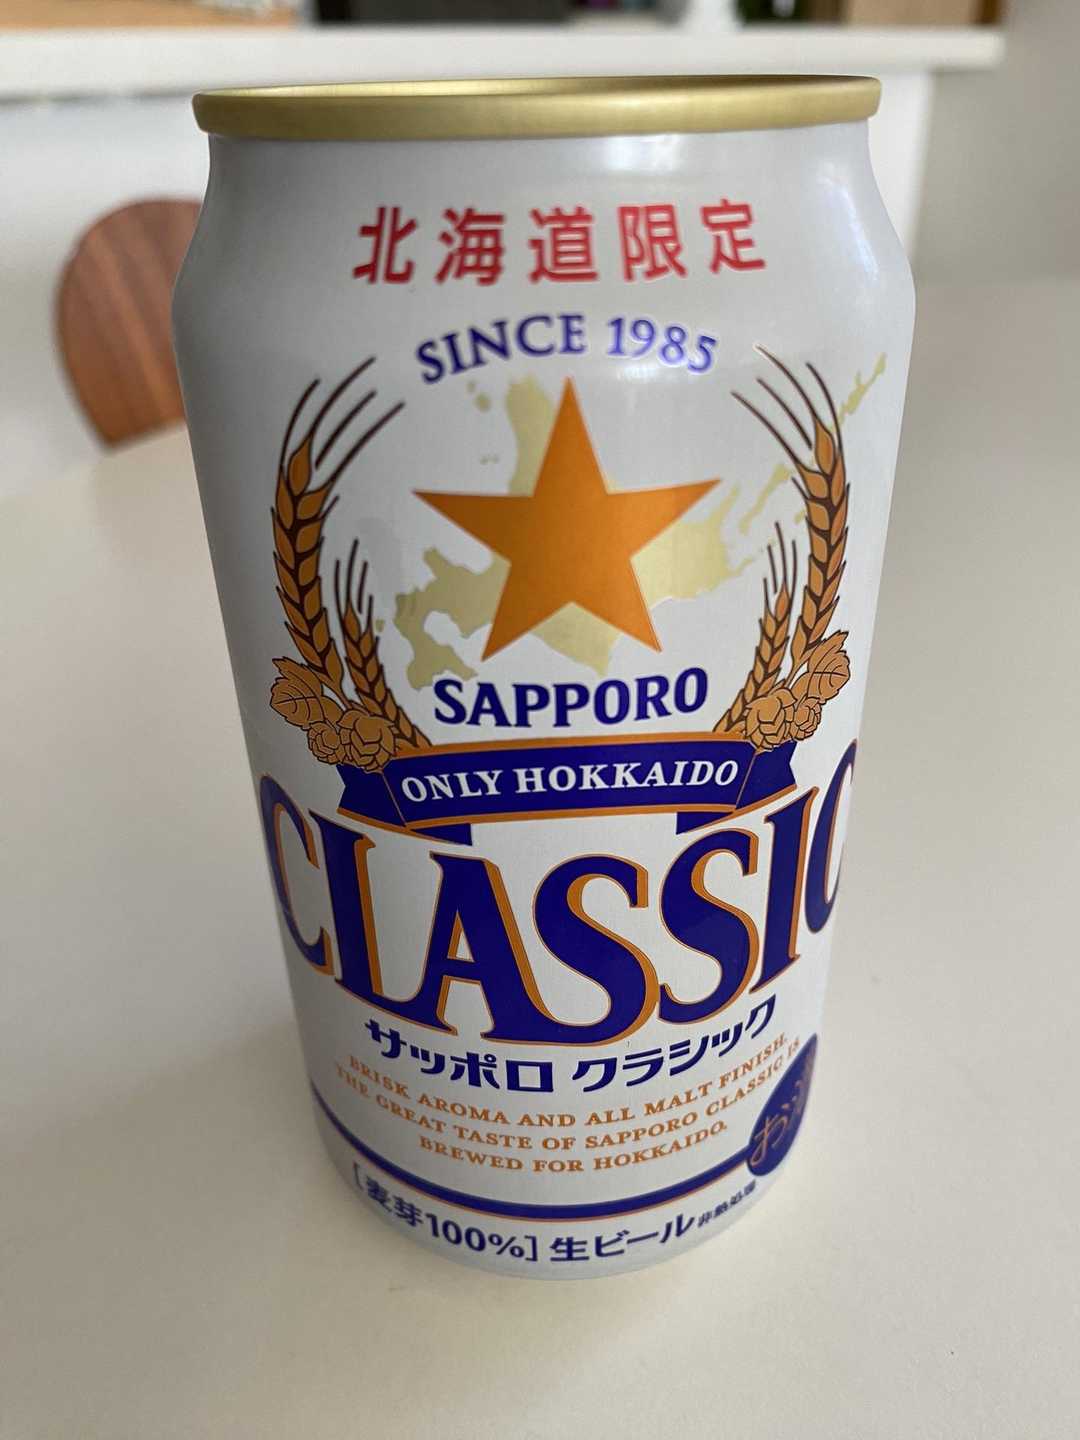 北海道限定
SINCE 1985
SAPPORO
ONLY HOKKAIDO
CLASSIC
サッポロ クラシック
BRISK AROMA AND ALL MALT FINISH.
THE GREAT TASTE OF SAPPORO CLASSIC IS
BREWED FOR HOKKAIDO.
[麦芽100%] 生ビール 非熱処理